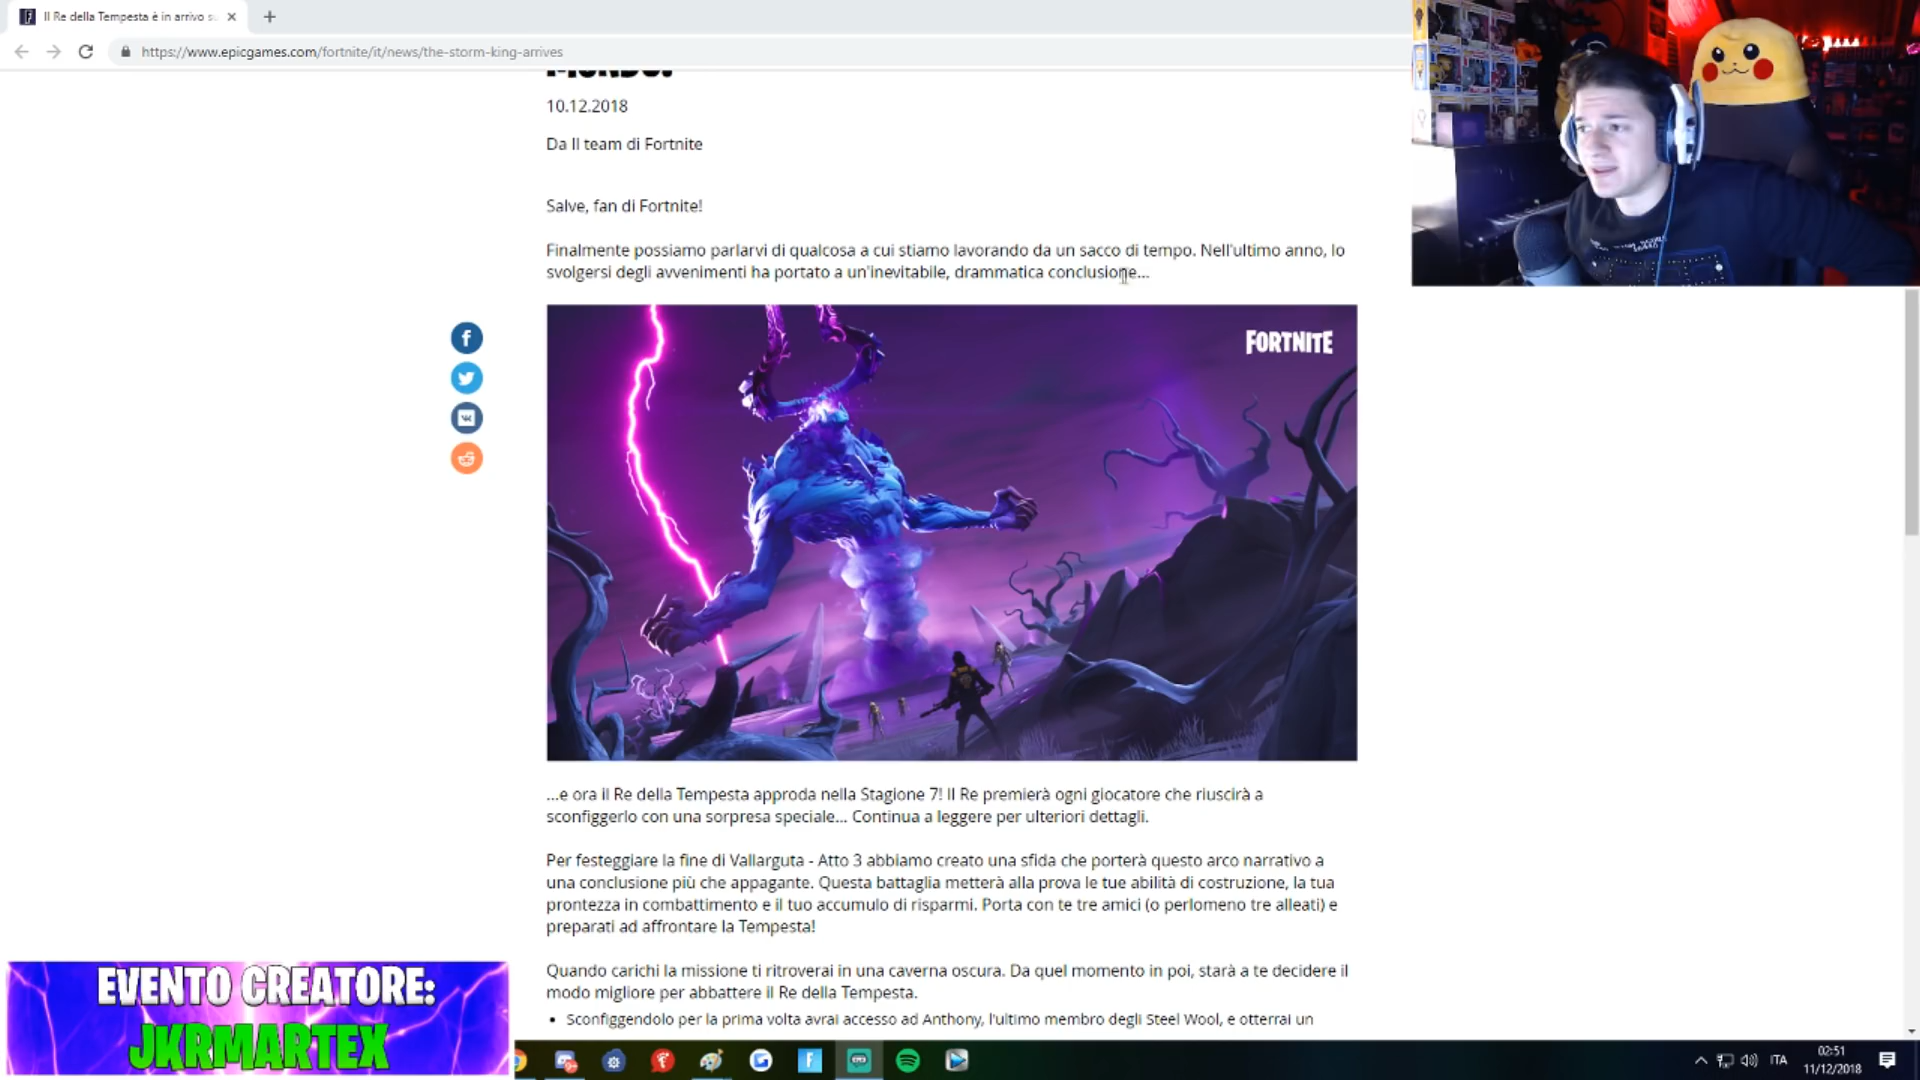 Il Re della Tempesta è in arrivo su
https://www.epicgames.com/fortnite/it/news/the-storm-king-arrives
MONDO!
10.12.2018
Da Il team di Fortnite
Salve, fan di Fortnite!
Finalmente possiamo parlarvi di qualcosa a cui stiamo lavorando da un sacco di tempo. Nell'ultimo anno, lo
svolgersi degli avvenimenti ha portato a un'inevitabile, drammatica conclusione...
FORTNITE
...e ora il Re della Tempesta approda nella Stagione 7! Il Re premierà ogni giocatore che riuscirà a
sconfiggerlo con una sorpresa speciale... Continua a leggere per ulteriori dettagli.
Per festeggiare la fine di Vallarguta - Atto 3 abbiamo creato una sfida che porterà questo arco narrativo a
una conclusione più che appagante. Questa battaglia metterà alla prova le tue abilità di costruzione, la tua
prontezza in combattimento e il tuo accumulo di risparmi. Porta con te tre amici (o perlomeno tre alleati) e
preparati ad affrontare la Tempesta!
Quando carichi la missione ti ritroverai in una caverna oscura. Da quel momento in poi, starà a te decidere il
modo migliore per abbattere il Re della Tempesta.
• Sconfiggendolo per la prima volta avrai accesso ad Anthony, l'ultimo membro degli Steel Wool, e otterrai un
EVENTO CREATORE:
JKRMARTEX
ITA
02:51
11/12/2018